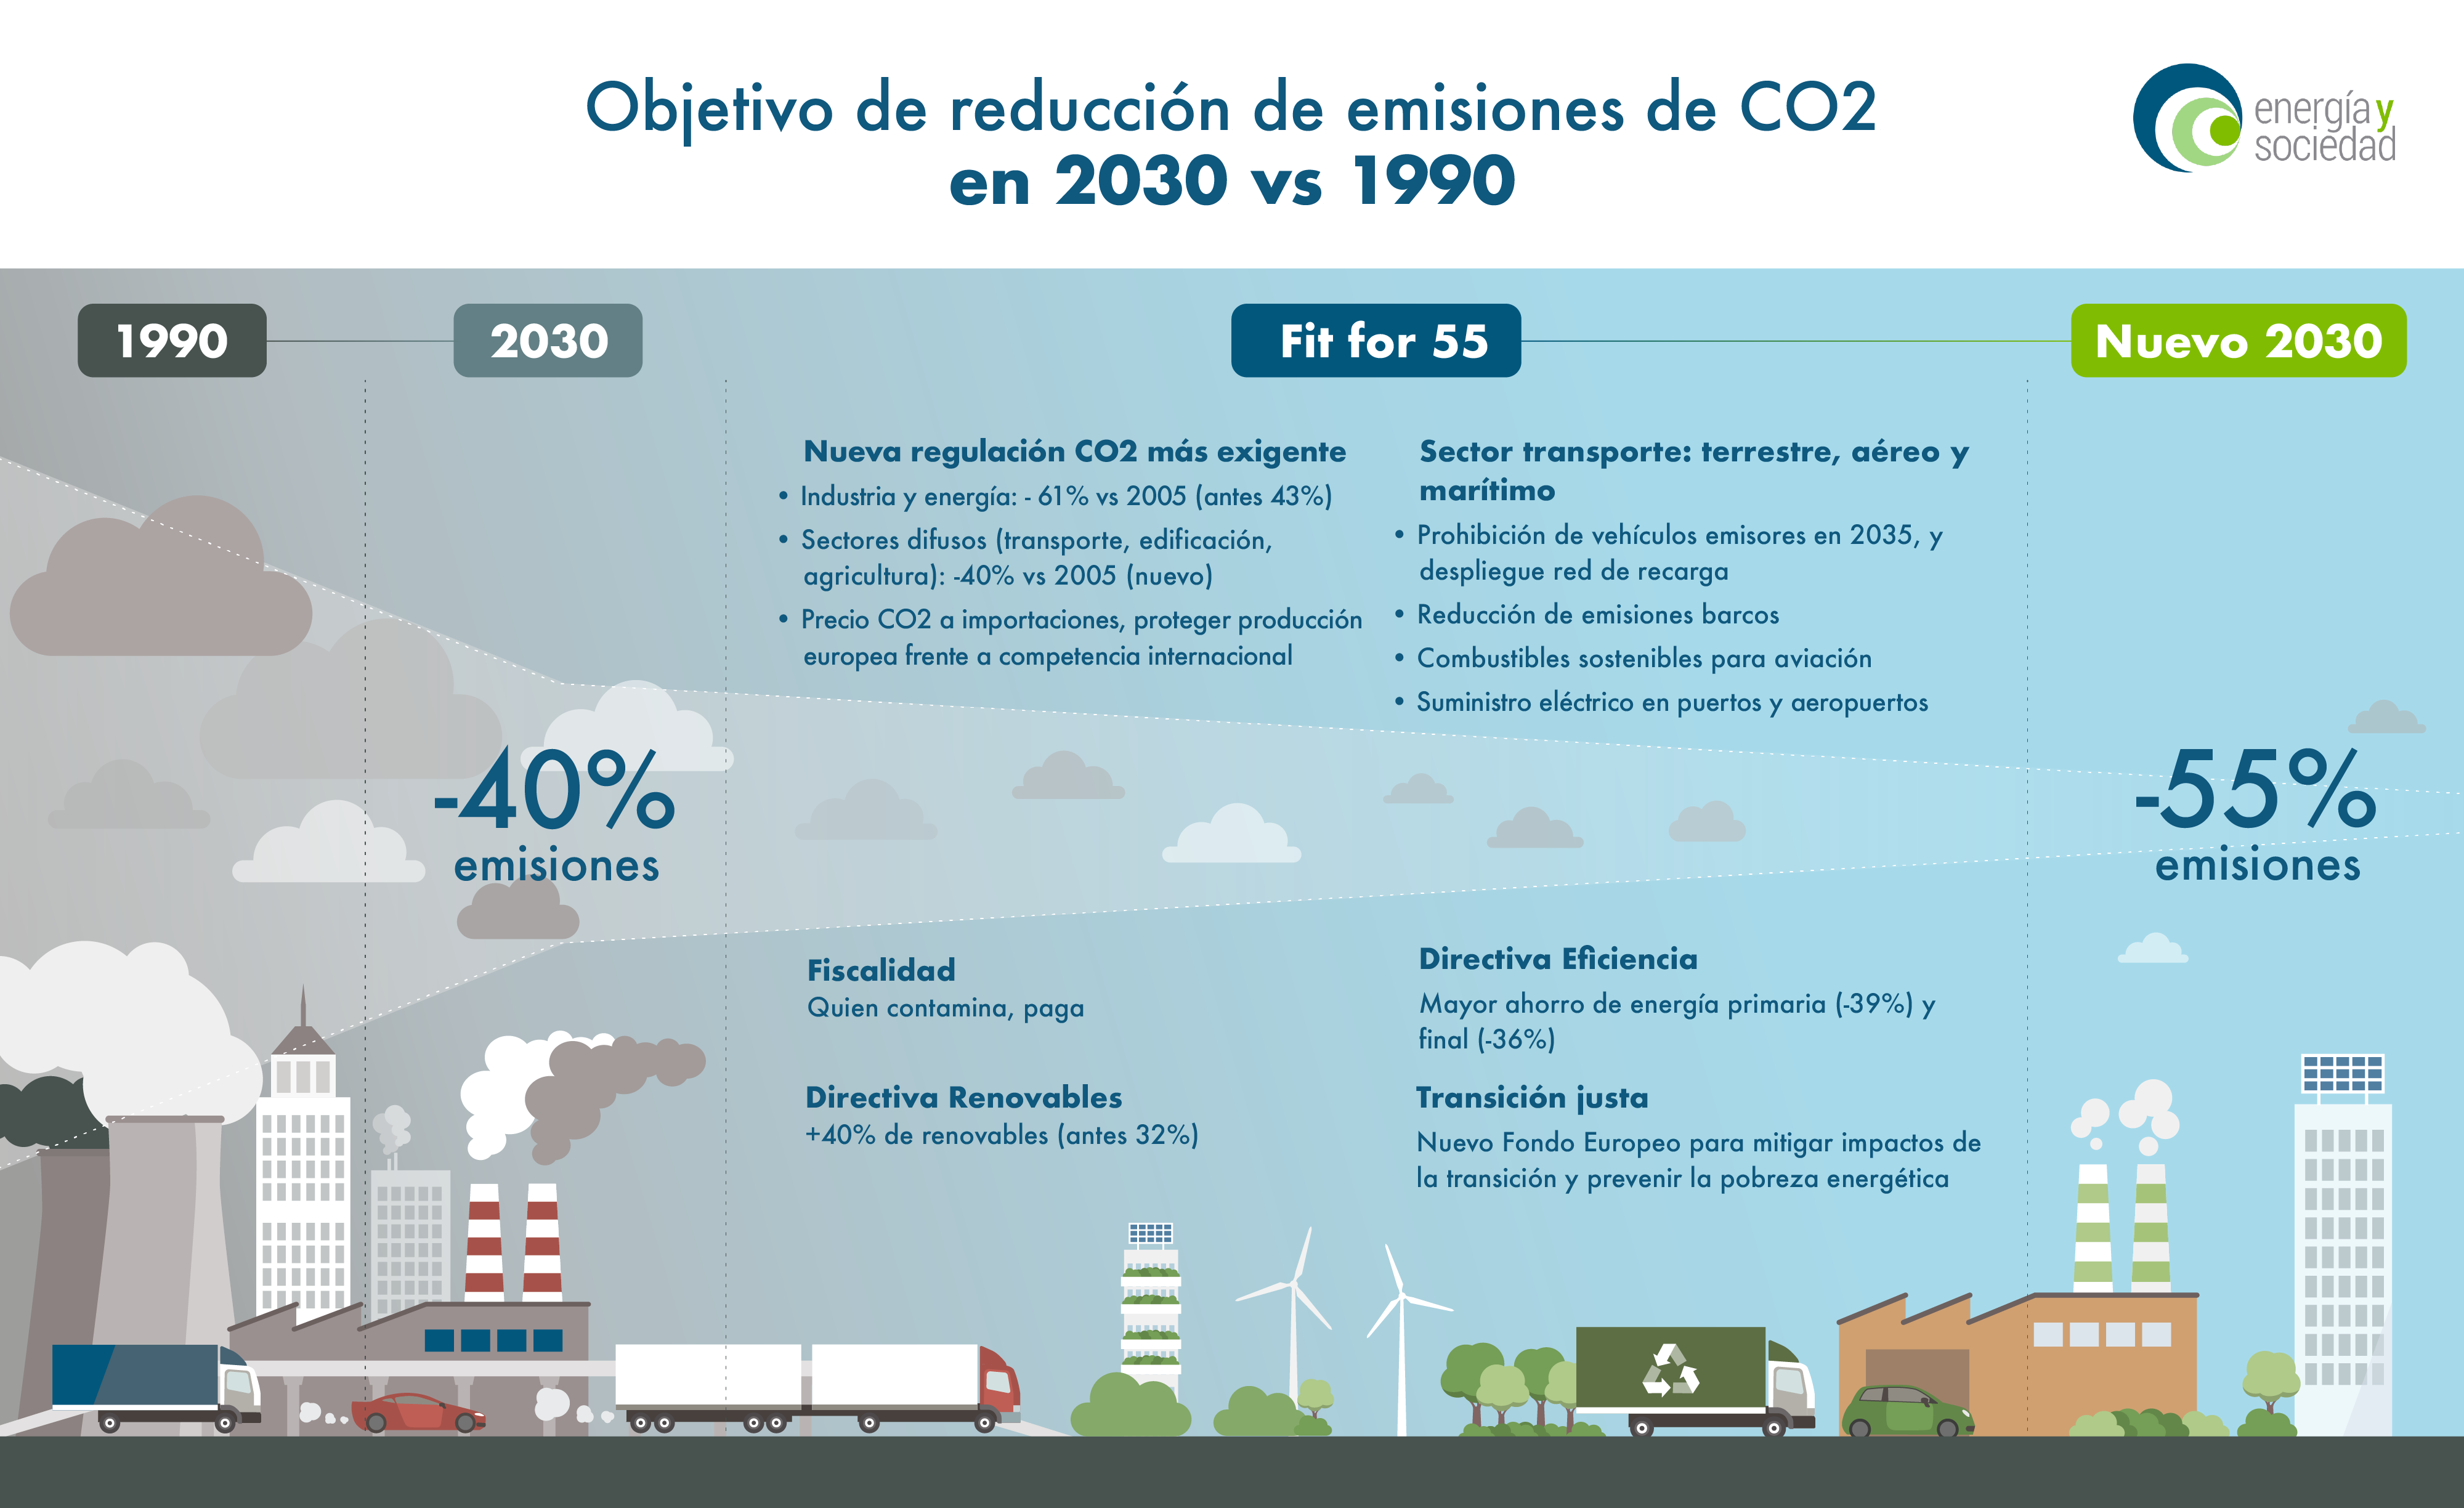 Objetivo de reducción de emisiones de CO2
en 2030 vs 1990
energía y
sociedad
1990
2030
Fit for 55
Nuevo 2030
Nueva regulación CO2 más exigente
• Industria y energía: - 61% vs 2005 (antes 43%)
• Sectores difusos (transporte, edificación,
agricultura): -40% vs 2005 (nuevo)
• Precio CO2 a importaciones, proteger producción
europea frente a competencia internacional
Sector transporte: terrestre, aéreo y
marítimo
• Prohibición de vehículos emisores en 2035, y
despliegue red de recarga
• Reducción de emisiones barcos
• Combustibles sostenibles para aviación
• Suministro eléctrico en puertos y aeropuertos
-40%
emisiones
-55%
emisiones
Fiscalidad
Quien contamina, paga
Directiva Renovables
+40% de renovables (antes 32%)
Directiva Eficiencia
Mayor ahorro de energía primaria (-39%) y
final (-36%)
Transición justa
Nuevo Fondo Europeo para mitigar impactos de
la transición y prevenir la pobreza energética